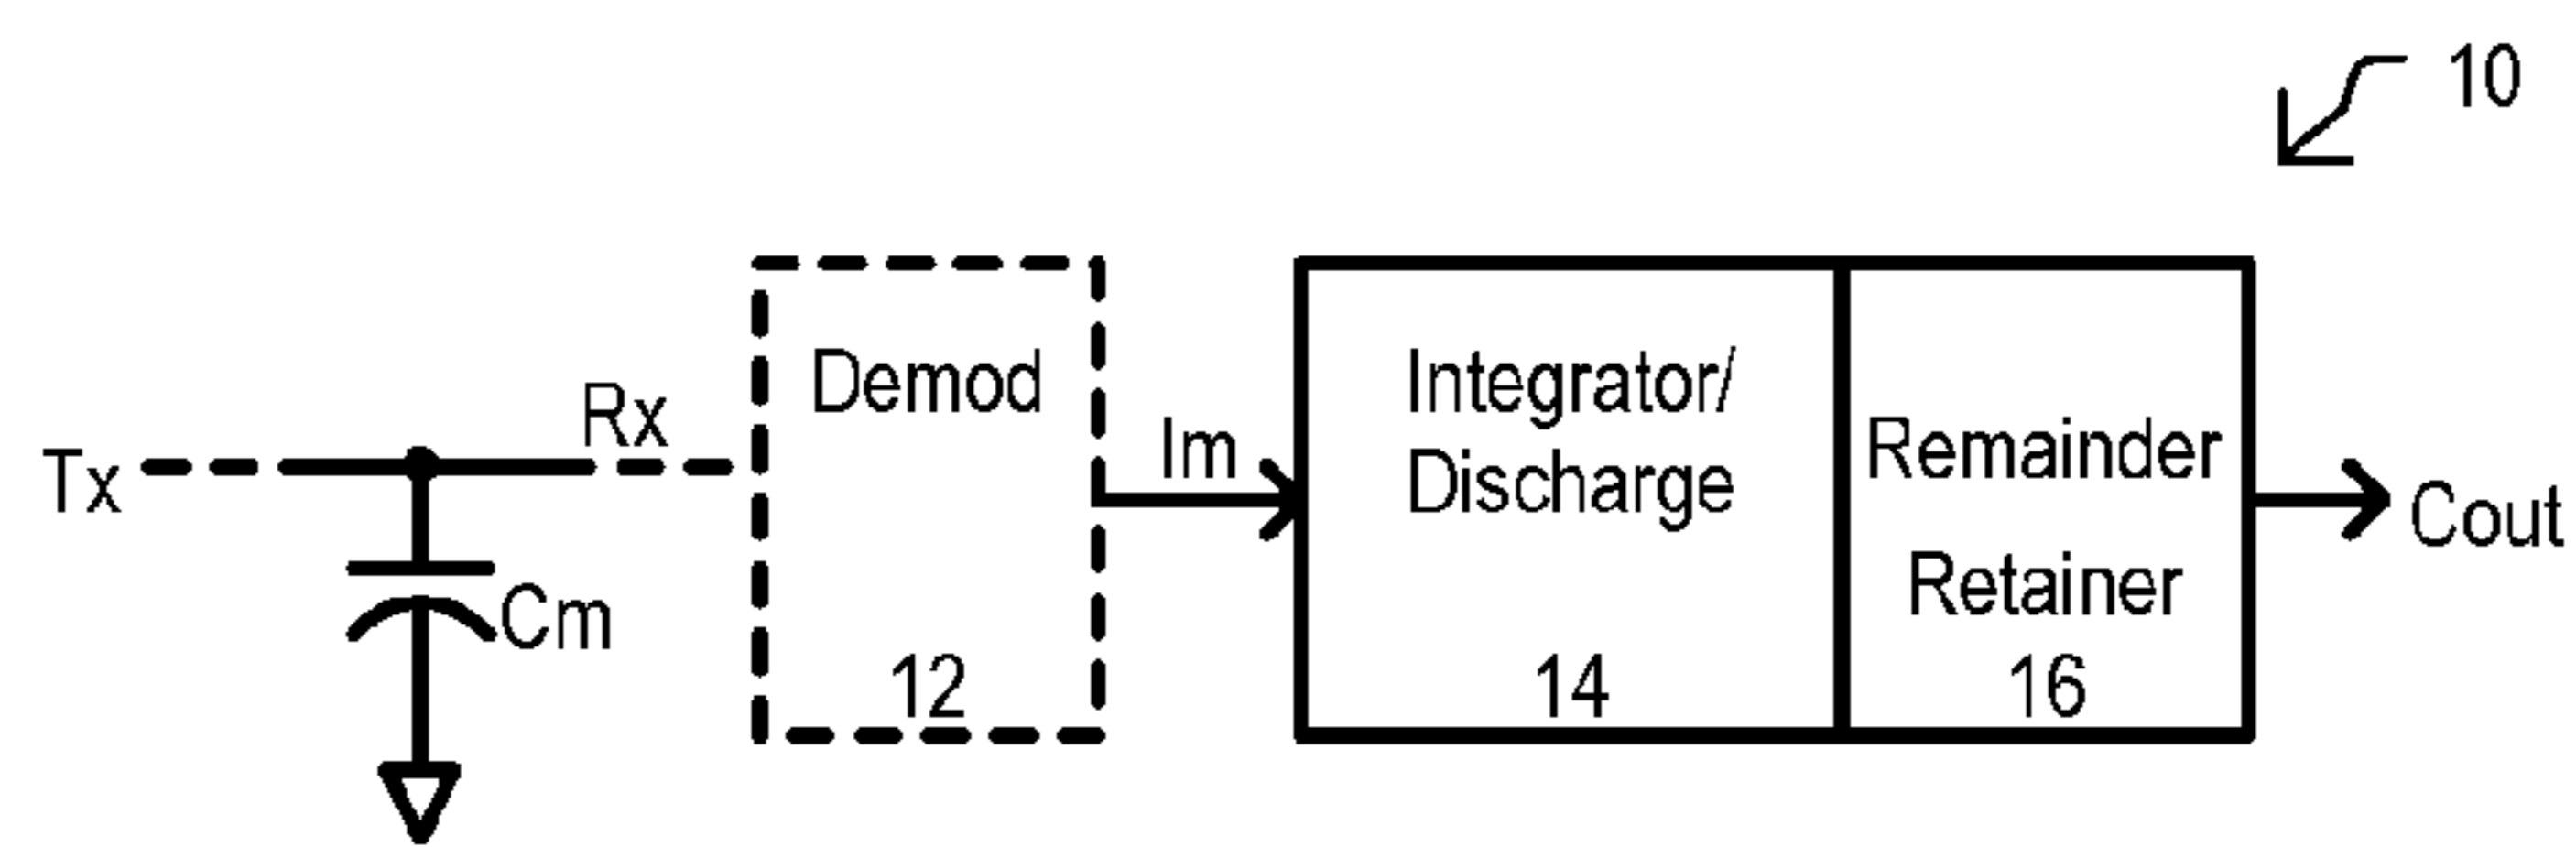 10
Tx
Rx
Cm
Demod
12
Im
Integrator/
Discharge
14
Remainder
Retainer
16
Cout